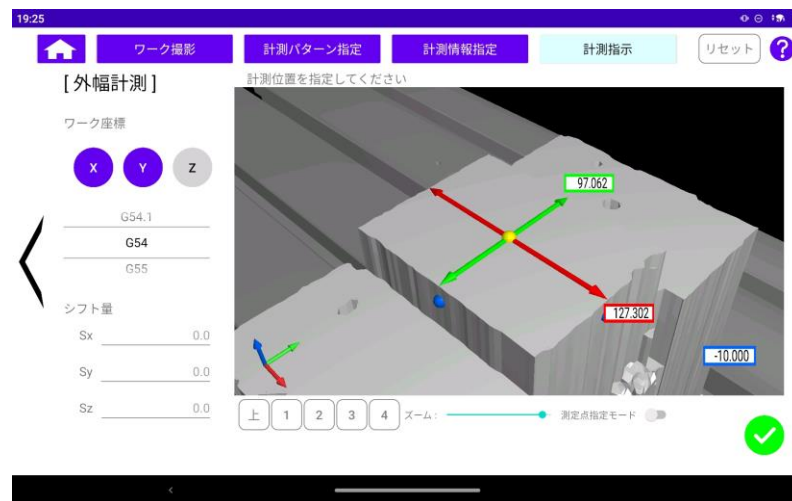 19:25
ワーク撮影
計測パターン指定
計測情報指定
計測指示
リセット
?
[ 外幅計測 ]
計測位置を指定してください
ワーク座標
X
Y
Z
G54.1
G54
G55
シフト量
Sx 0.0
Sy 0.0
Sz 0.0
97.062
127.302
-10.000
上
1
2
3
4
ズーム :
測定点指定モード